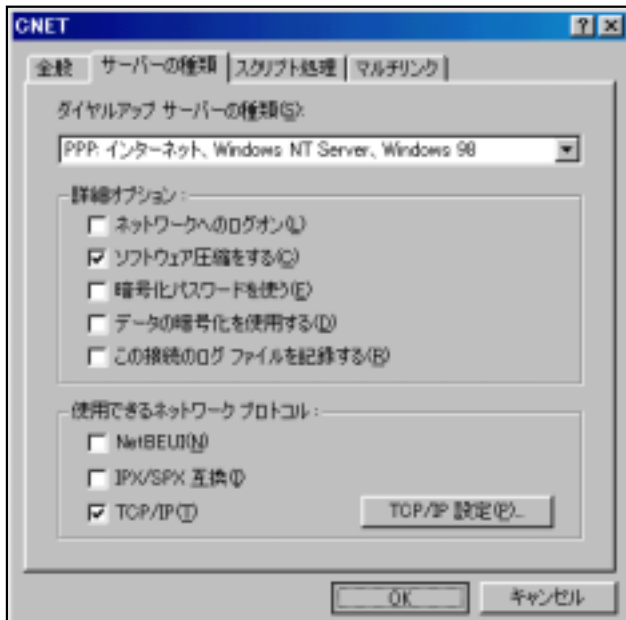 CNET
全般 サーバーの種類 スクリプト処理 マルチリンク
ダイヤルアップ サーバーの種類(S):
PPP: インターネット、Windows NT Server、Windows 98
詳細オプション:
ネットワークへのログオン(L)
ソフトウェア圧縮をする(C)
暗号化パスワードを使う(E)
データの暗号化を使用する(D)
この接続のログ ファイルを記録する(R)
使用できるネットワーク プロトコル:
NetBEUI(N)
IPX/SPX 互換(I)
TCP/IP(T)
TCP/IP 設定(P)...
OK キャンセル